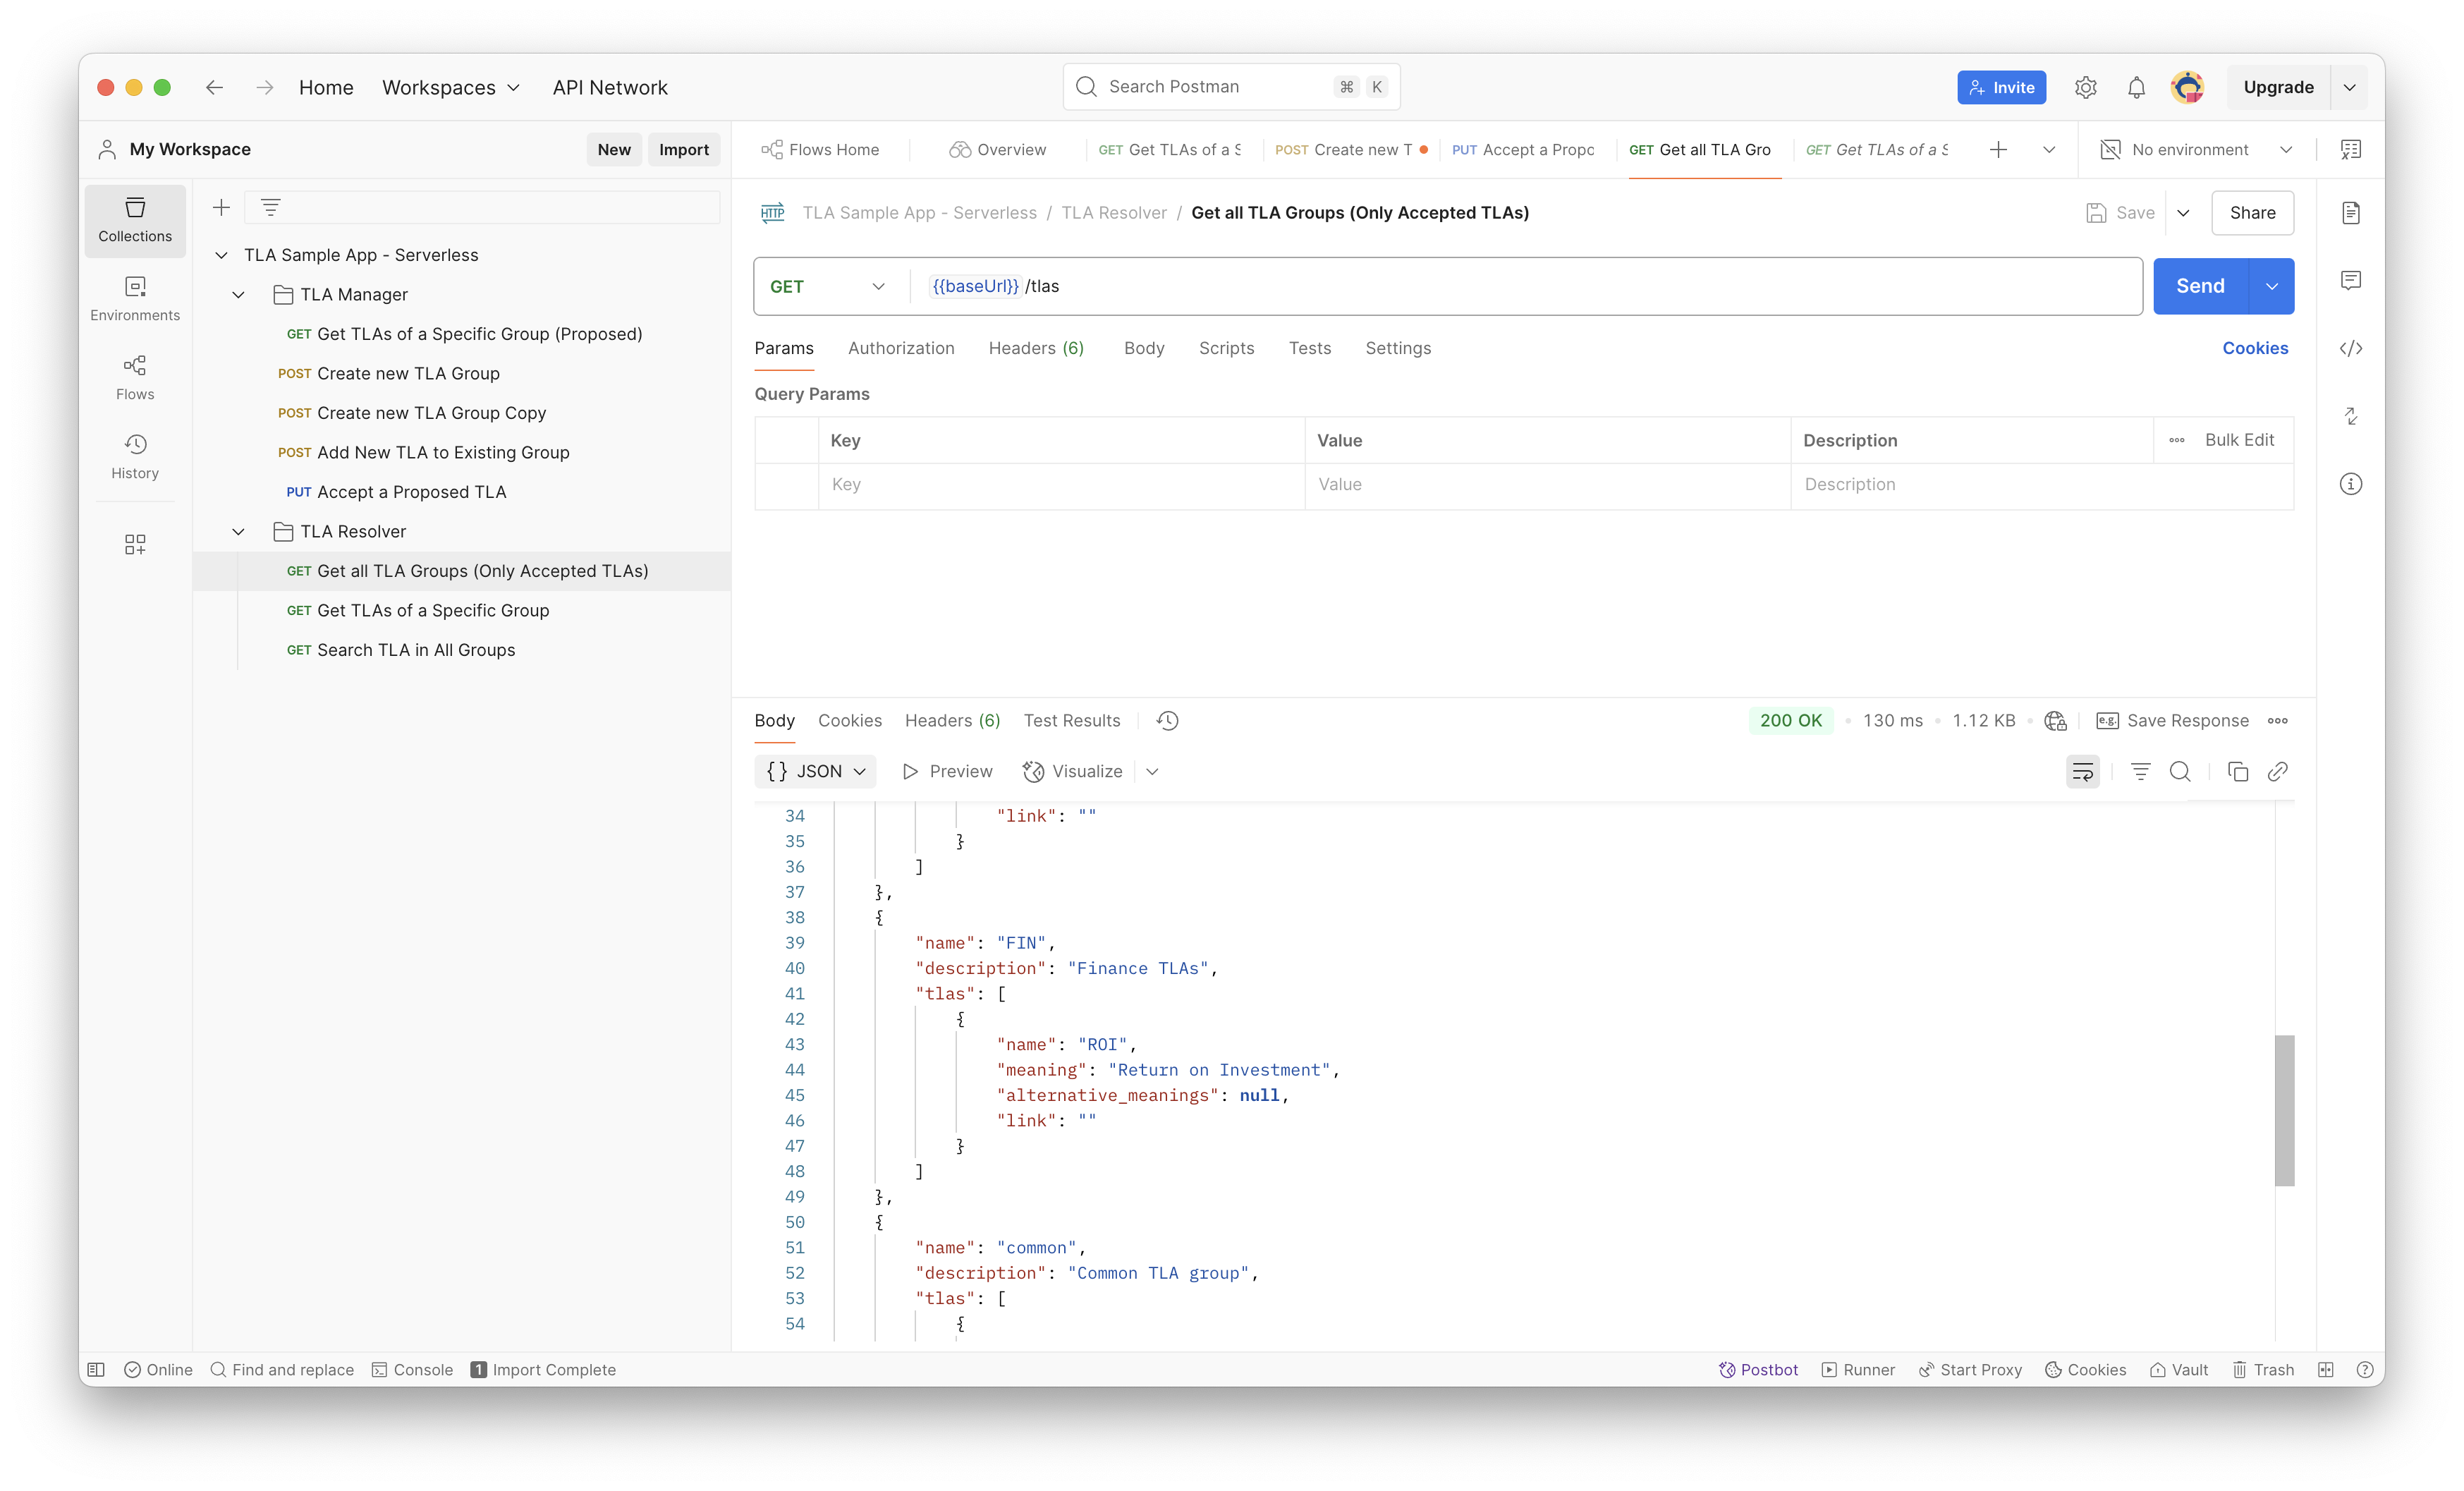 Home Workspaces API Network Search Postman ⌘ K Invite Upgrade
My Workspace New Import Flows Home Overview GET Get TLAs of a S POST Create new T PUT Accept a Propo GET Get all TLA Gro GET Get TLAs of a S No environment
Collections
Environments
Flows
History
TLA Sample App - Serverless
TLA Manager
GET Get TLAs of a Specific Group (Proposed)
POST Create new TLA Group
POST Create new TLA Group Copy
POST Add New TLA to Existing Group
PUT Accept a Proposed TLA
TLA Resolver
GET Get all TLA Groups (Only Accepted TLAs)
GET Get TLAs of a Specific Group
GET Search TLA in All Groups
HTTP TLA Sample App - Serverless / TLA Resolver / Get all TLA Groups (Only Accepted TLAs) Save Share
GET {{baseUrl}} /tlas Send
Params Authorization Headers (6) Body Scripts Tests Settings Cookies
Query Params
Key Value Description Bulk Edit
Key Value Description
Body Cookies Headers (6) Test Results 200 OK 130 ms 1.12 KB e.g. Save Response
{} JSON Preview Visualize
34 "link": ""
35 }
36 ]
37 },
38 {
39 "name": "FIN",
40 "description": "Finance TLAs",
41 "tlas": [
42 {
43 "name": "ROI",
44 "meaning": "Return on Investment",
45 "alternative_meanings": null,
46 "link": ""
47 }
48 ]
49 },
50 {
51 "name": "common",
52 "description": "Common TLA group",
53 "tlas": [
54 {
Online Find and replace Console 1 Import Complete Postbot Runner Start Proxy Cookies Vault Trash